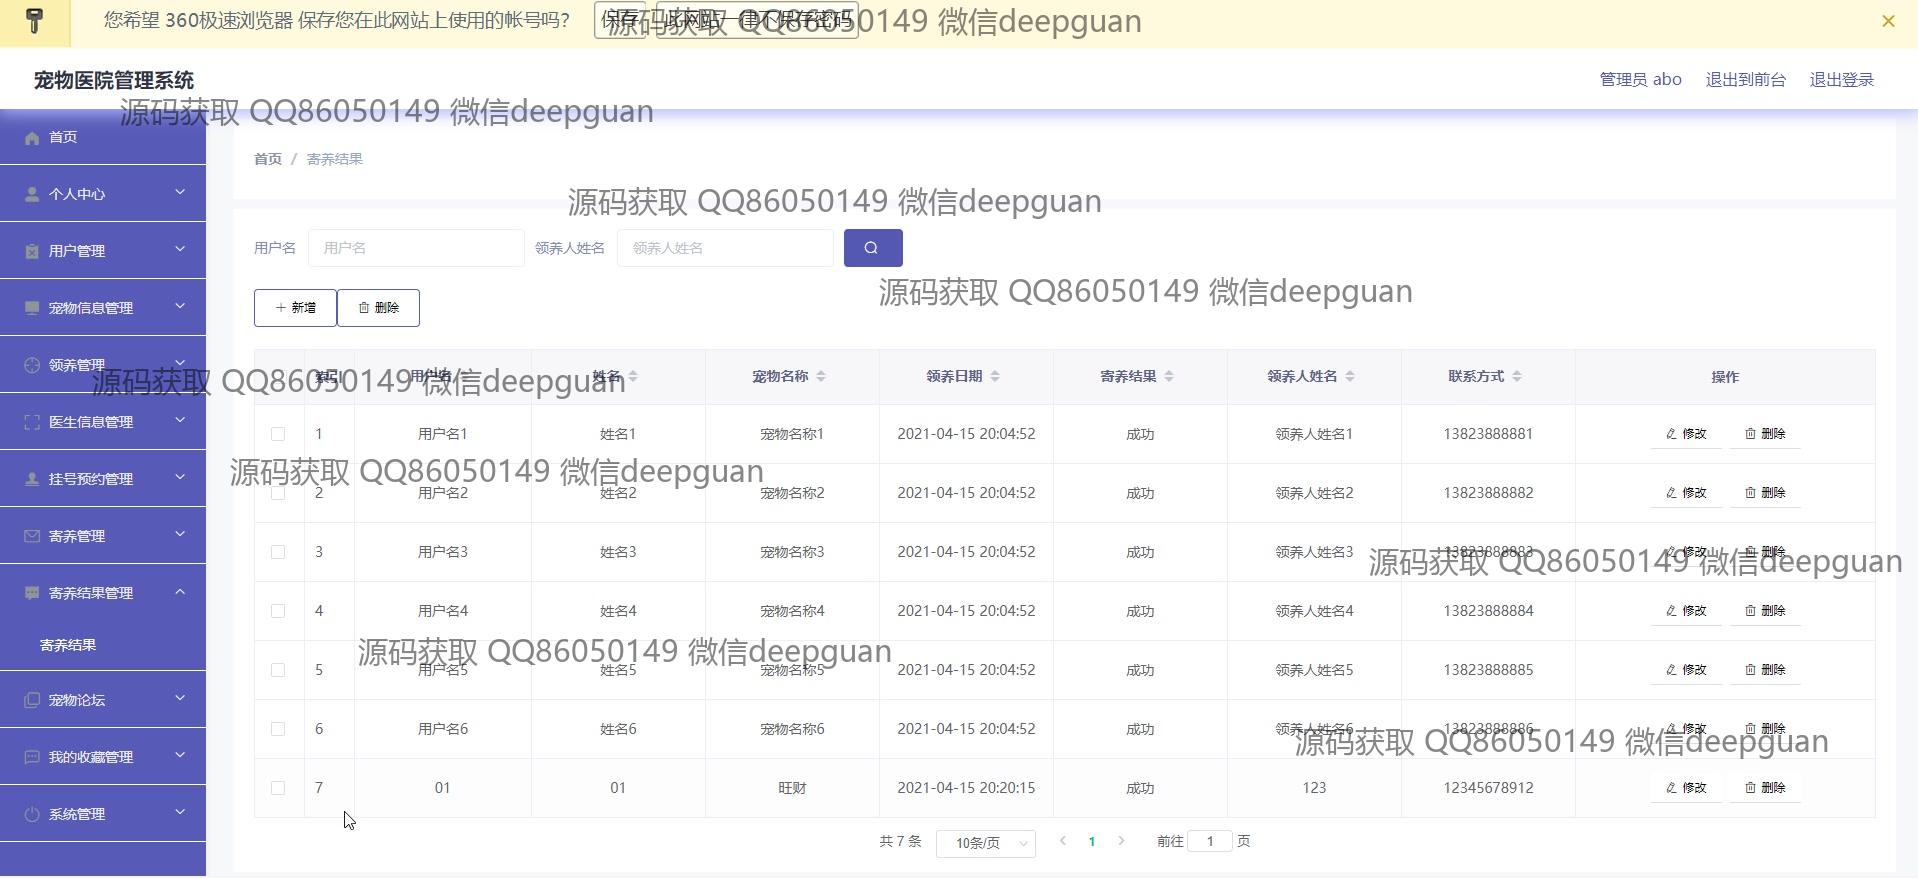 您希望 360极速浏览器 保存您在此网站上使用的帐号吗? 保存 此网站一律不保存密码
源码获取 QQ86050149 微信deepguan
宠物医院管理系统 管理员 abo 退出到前台 退出登录
源码获取 QQ86050149 微信deepguan
首页
首页 / 寄养结果
个人中心
源码获取 QQ86050149 微信deepguan
用户管理
用户名 用户名 领养人姓名 领养人姓名
源码获取 QQ86050149 微信deepguan
宠物信息管理
新增 删除
领养管理
索引 用户名 姓名 宠物名称 领养日期 寄养结果 领养人姓名 联系方式 操作
源码获取 QQ86050149 微信deepguan
医生信息管理
1 用户名1 姓名1 宠物名称1 2021-04-15 20:04:52 成功 领养人姓名1 13823888881 修改 删除
源码获取 QQ86050149 微信deepguan
挂号预约管理
2 用户名2 姓名2 宠物名称2 2021-04-15 20:04:52 成功 领养人姓名2 13823888882 修改 删除
寄养管理
3 用户名3 姓名3 宠物名称3 2021-04-15 20:04:52 成功 领养人姓名3 13823888883 修改 删除
源码获取 QQ86050149 微信deepguan
寄养结果管理
4 用户名4 姓名4 宠物名称4 2021-04-15 20:04:52 成功 领养人姓名4 13823888884 修改 删除
寄养结果
源码获取 QQ86050149 微信deepguan
5 用户名5 姓名5 宠物名称5 2021-04-15 20:04:52 成功 领养人姓名5 13823888885 修改 删除
宠物论坛
6 用户名6 姓名6 宠物名称6 2021-04-15 20:04:52 成功 领养人姓名6 13823888886 修改 删除
源码获取 QQ86050149 微信deepguan
我的收藏管理
7 01 01 旺财 2021-04-15 20:20:15 成功 123 12345678912 修改 删除
系统管理
共 7 条 10条/页 1 前往 1 页